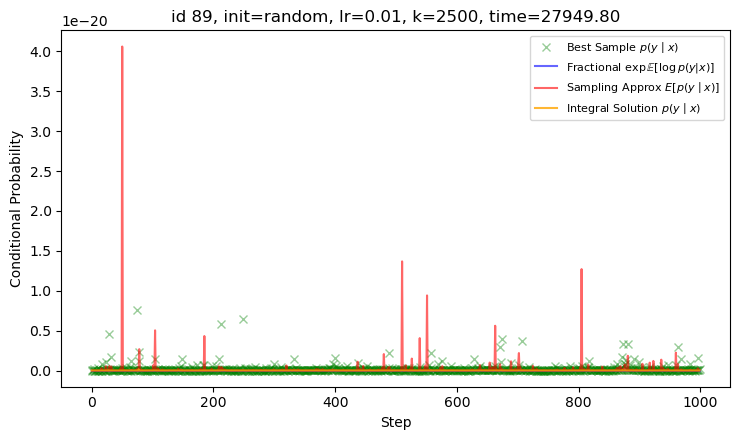 id 89, init=random, lr=0.01, k=2500, time=27949.80
1e−20
Best Sample p(y | x)
Fractional exp𝔼[log p(y|x)]
Sampling Approx E[p(y | x)]
Integral Solution p(y | x)
4.0
3.5
3.0
2.5
2.0
1.5
1.0
0.5
0.0
Conditional Probability
0
200
400
600
800
1000
Step